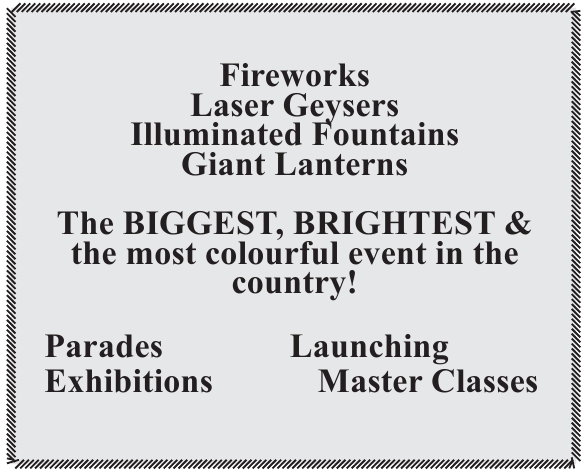 Fireworks
Laser Geysers
Illuminated Fountains
Giant Lanterns
The BIGGEST, BRIGHTEST &
the most colourful event in the
country!
Parades Launching
Exhibitions Master Classes